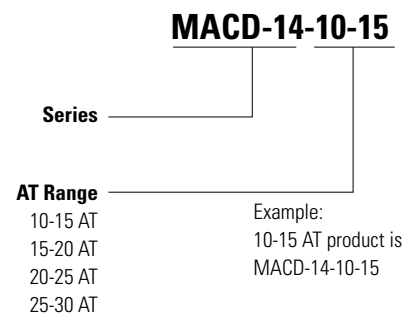 MACD-14-10-15
Series
AT Range
10-15 AT
15-20 AT
20-25 AT
25-30 AT
Example:
10-15 AT product is
MACD-14-10-15